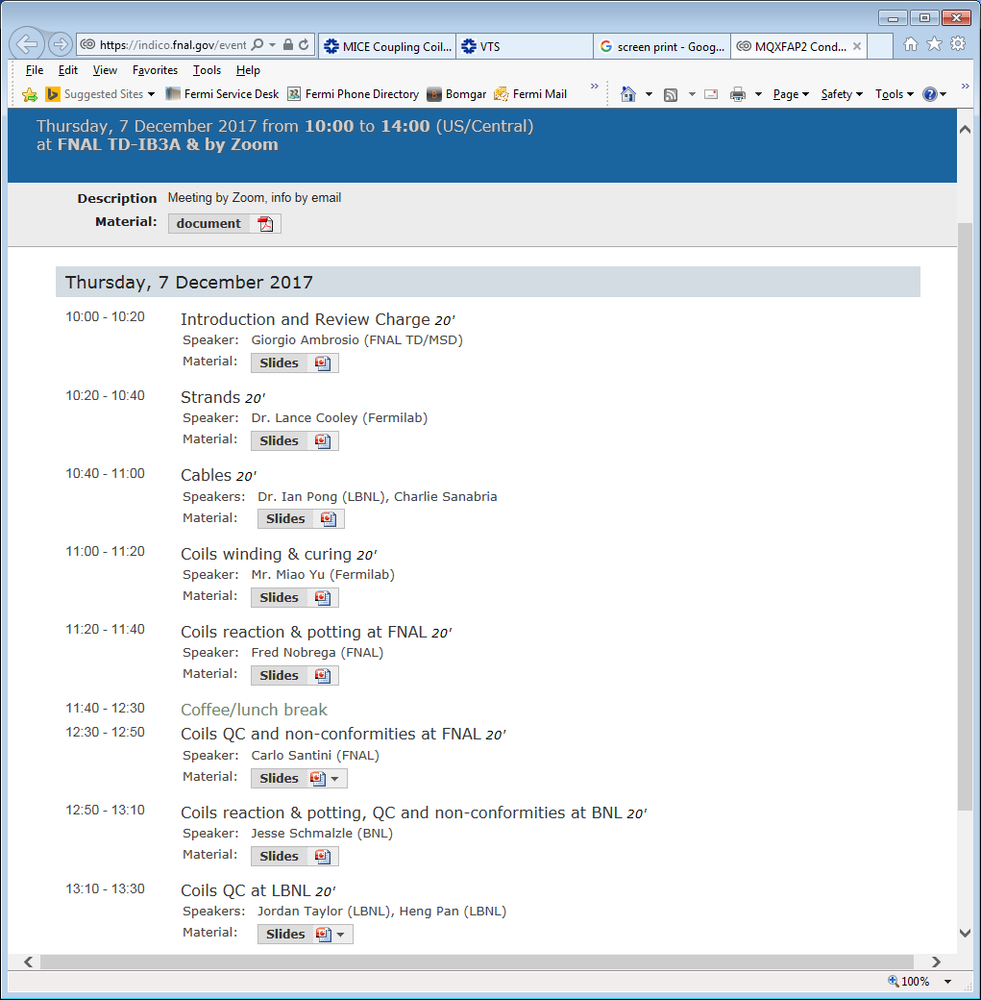 https://indico.fnal.gov/event
MICE Coupling Coil...
VTS
screen print - Goog...
MQXFAP2 Cond...
File Edit View Favorites Tools Help
Suggested Sites Fermi Service Desk Fermi Phone Directory Bomgar Fermi Mail » Page Safety Tools »
Thursday, 7 December 2017 from 10:00 to 14:00 (US/Central)
at FNAL TD-IB3A & by Zoom
Description Meeting by Zoom, info by email
Material: document
Thursday, 7 December 2017
10:00 - 10:20 Introduction and Review Charge 20'
Speaker: Giorgio Ambrosio (FNAL TD/MSD)
Material: Slides
10:20 - 10:40 Strands 20'
Speaker: Dr. Lance Cooley (Fermilab)
Material: Slides
10:40 - 11:00 Cables 20'
Speakers: Dr. Ian Pong (LBNL), Charlie Sanabria
Material: Slides
11:00 - 11:20 Coils winding & curing 20'
Speaker: Mr. Miao Yu (Fermilab)
Material: Slides
11:20 - 11:40 Coils reaction & potting at FNAL 20'
Speaker: Fred Nobrega (FNAL)
Material: Slides
11:40 - 12:30 Coffee/lunch break
12:30 - 12:50 Coils QC and non-conformities at FNAL 20'
Speaker: Carlo Santini (FNAL)
Material: Slides
12:50 - 13:10 Coils reaction & potting, QC and non-conformities at BNL 20'
Speaker: Jesse Schmalzle (BNL)
Material: Slides
13:10 - 13:30 Coils QC at LBNL 20'
Speakers: Jordan Taylor (LBNL), Heng Pan (LBNL)
Material: Slides
100%